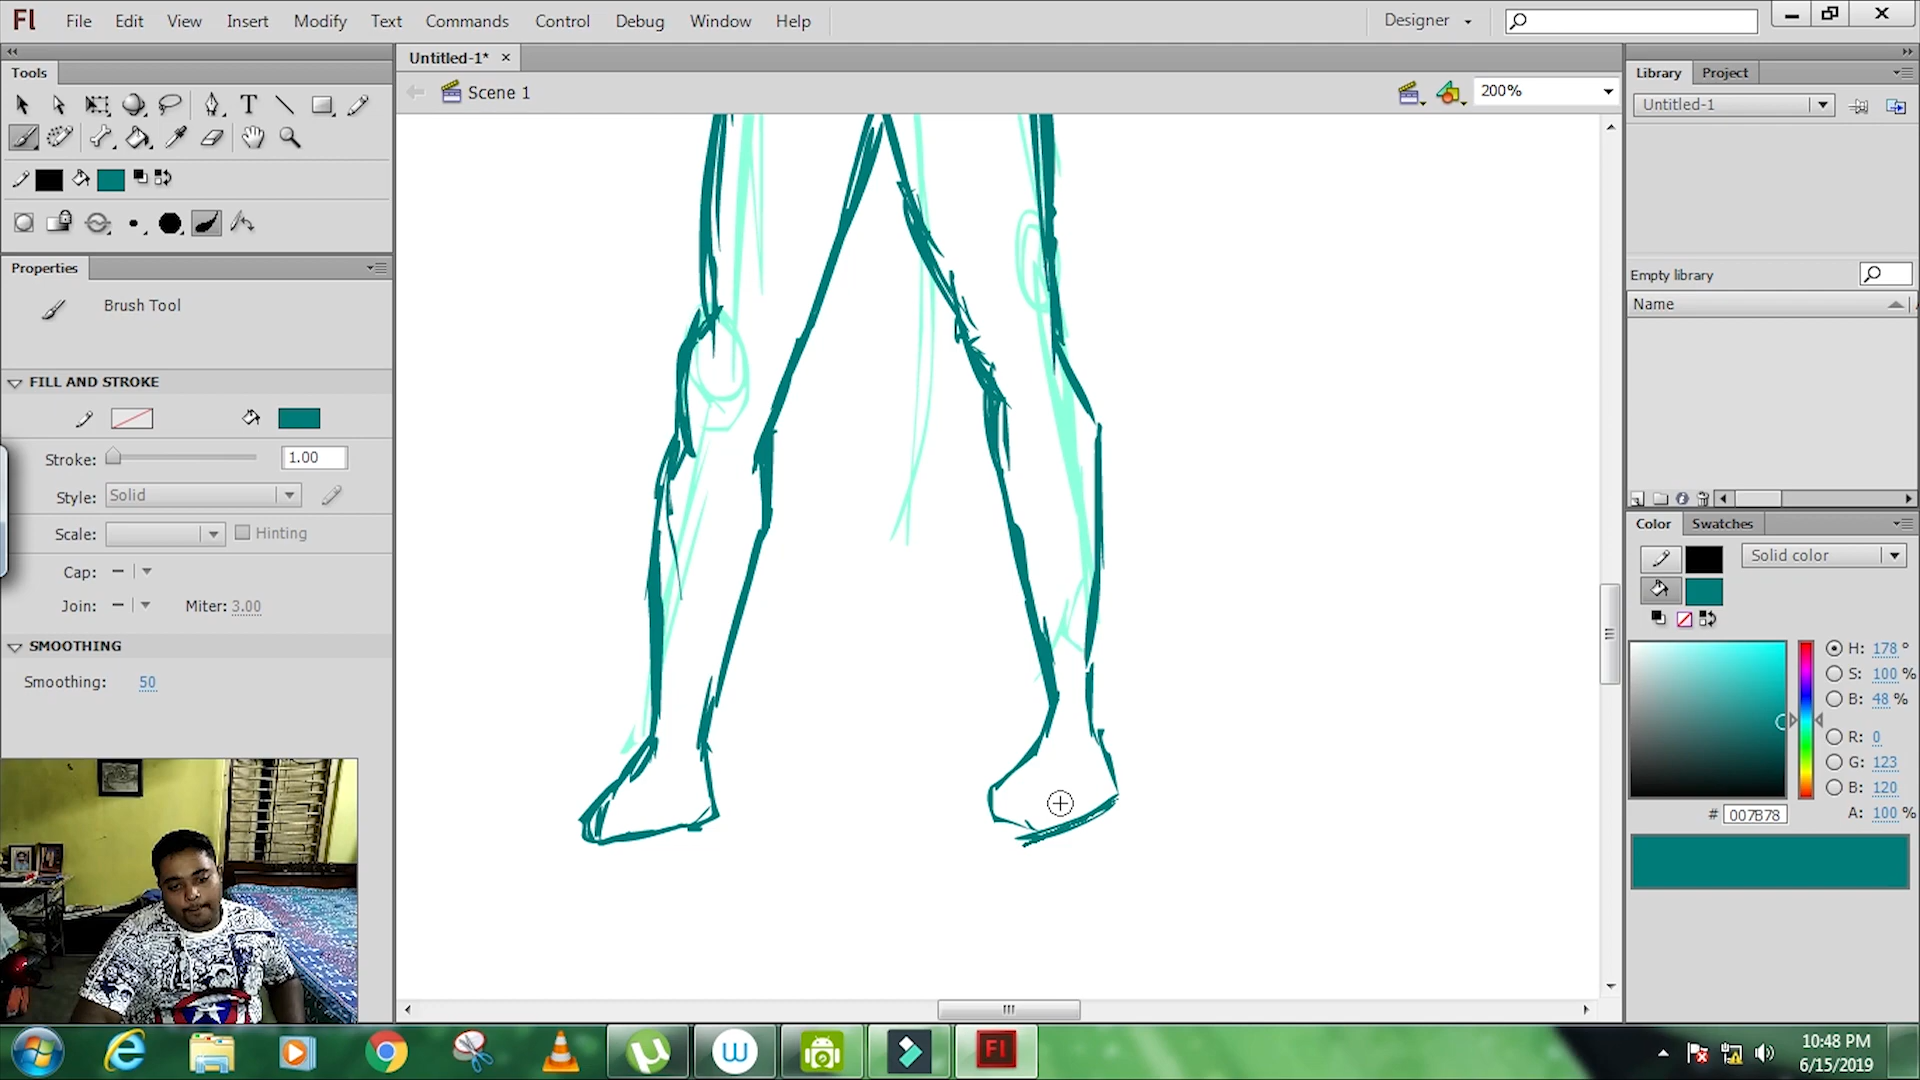 Fl File Edit View Insert Modify Text Commands Control Debug Window Help Designer
Tools
Untitled-1* ×
Scene 1
200%
Library Project
Untitled-1
Empty library
Name
Properties
Brush Tool
FILL AND STROKE
Stroke: 1.00
Style: Solid
Scale: Hinting
Cap:
Join: Miter: 3.00
SMOOTHING
Smoothing: 50
Color Swatches
Solid color
H: 178 °
S: 100 %
B: 48 %
R: 0
G: 123
B: 120
# 007B78 A: 100 %
Fl
10:48 PM
6/15/2019